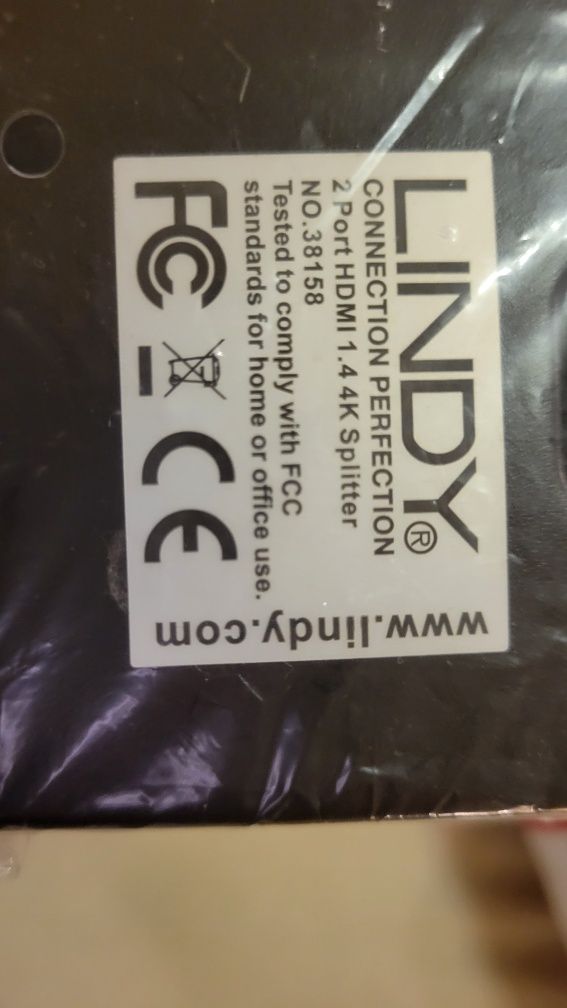 LINDY®
CONNECTION PERFECTION
2 Port HDMI 1.4 4K Splitter
NO.38158
Tested to comply with FCC
standards for home or office use.
FC CE
www.lindy.com